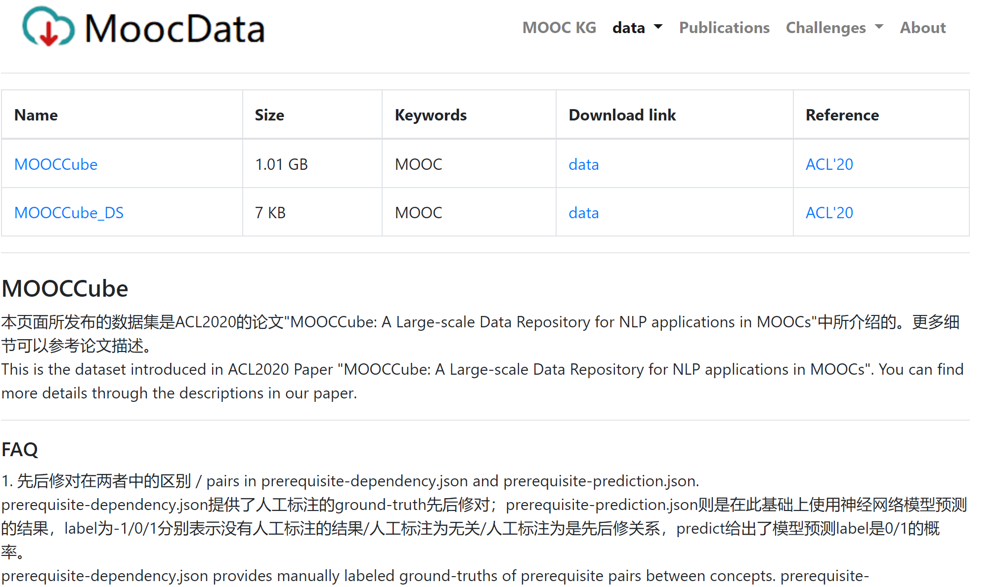 MoocData
MOOC KG data Publications Challenges About
Name Size Keywords Download link Reference
MOOCCube 1.01 GB MOOC data ACL'20
MOOCCube_DS 7 KB MOOC data ACL'20
MOOCCube
本页面所发布的数据集是ACL2020的论文"MOOCCube: A Large-scale Data Repository for NLP applications in MOOCs"中所介绍的。更多细
节可以参考论文描述。
This is the dataset introduced in ACL2020 Paper "MOOCCube: A Large-scale Data Repository for NLP applications in MOOCs". You can find
more details through the descriptions in our paper.
FAQ
1. 先后修对在两者中的区别 / pairs in prerequisite-dependency.json and prerequisite-prediction.json.
prerequisite-dependency.json提供了人工标注的ground-truth先后修对；prerequisite-prediction.json则是在此基础上使用神经网络模型预测
的结果，label为-1/0/1分别表示没有人工标注的结果/人工标注为无关/人工标注为是先后修关系，predict给出了模型预测label是0/1的概
率。
prerequisite-dependency.json provides manually labeled ground-truths of prerequisite pairs between concepts. prerequisite-